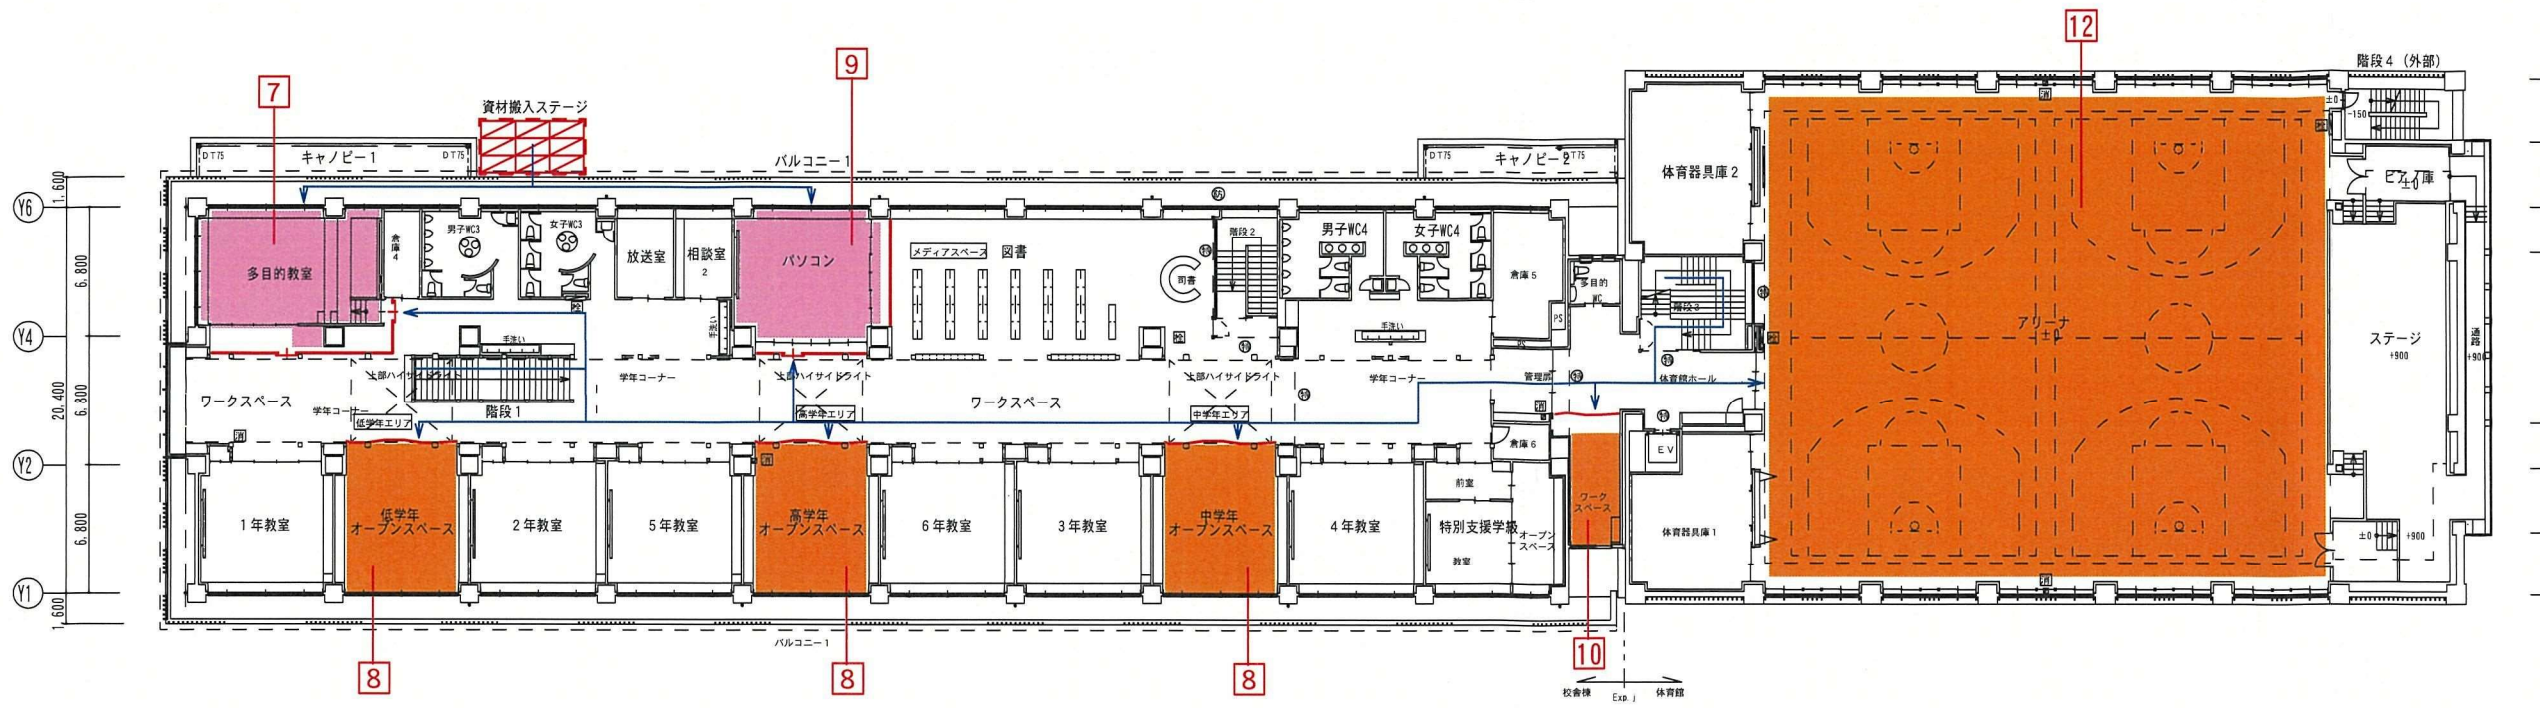 12
階段4 (外部)
9
7
資材搬入ステージ
キャノピー1
DT75
DT75
バルコニー1
DT75
キャノピー2
DT75
体育器具庫2
±0
-150
±0
1,600
Y6
6,800
Y4
20,400
6,800
Y2
6,800
Y1
1,600
多目的教室
倉庫4
男子WC3
女子WC3
放送室
相談室
2
パソコン
メディアスペース
図書
司書
階段2
男子WC4
女子WC4
倉庫5
多目的
WC
PS
PS
階段3
アリーナ
±0
ステージ
+900
通路
+900
手洗い
手洗い
手洗い
上部ハイサイドライト
学年コーナー
上部ハイサイドライト
上部ハイサイドライト
学年コーナー
管理扉
体育館ホール
ワークスペース
学年コーナー
低学年エリア
階段1
高学年エリア
ワークスペース
中学年エリア
消
倉庫6
EV
1年教室
低学年
オープンスペース
2年教室
5年教室
高学年
オープンスペース
6年教室
3年教室
中学年
オープンスペース
4年教室
前室
特別支援学級
教室
オープン
スペース
ワーク
スペース
体育器具庫1
±0
+900
バルコニー1
8
8
8
10
校舎棟
Exp.j
体育館